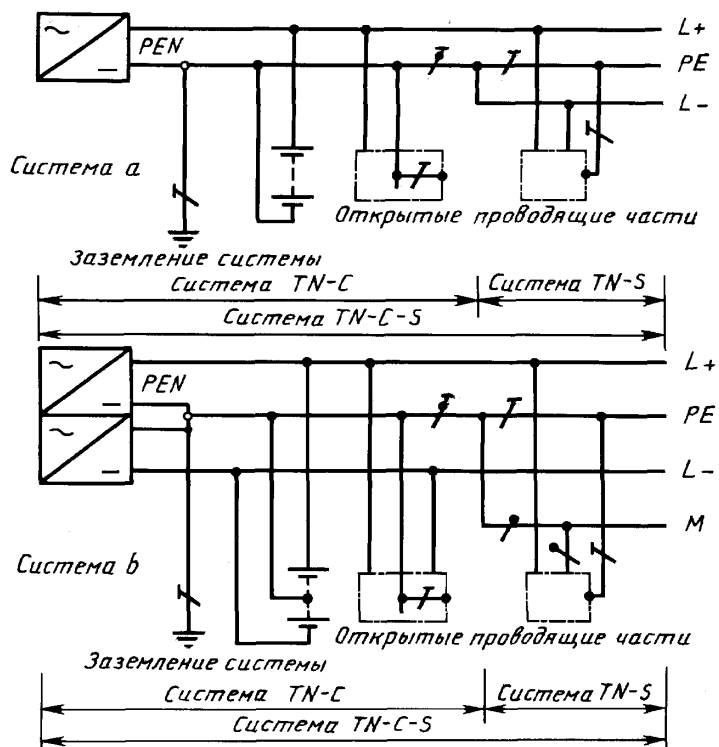 L+
PEN
PE
L-
Система a
Открытые проводящие части
Заземление системы
Система TN-C
Система TN-S
Система TN-C-S
L+
PEN
PE
L-
M
Система b
Открытые проводящие части
Заземление системы
Система TN-C
Система TN-S
Система TN-C-S